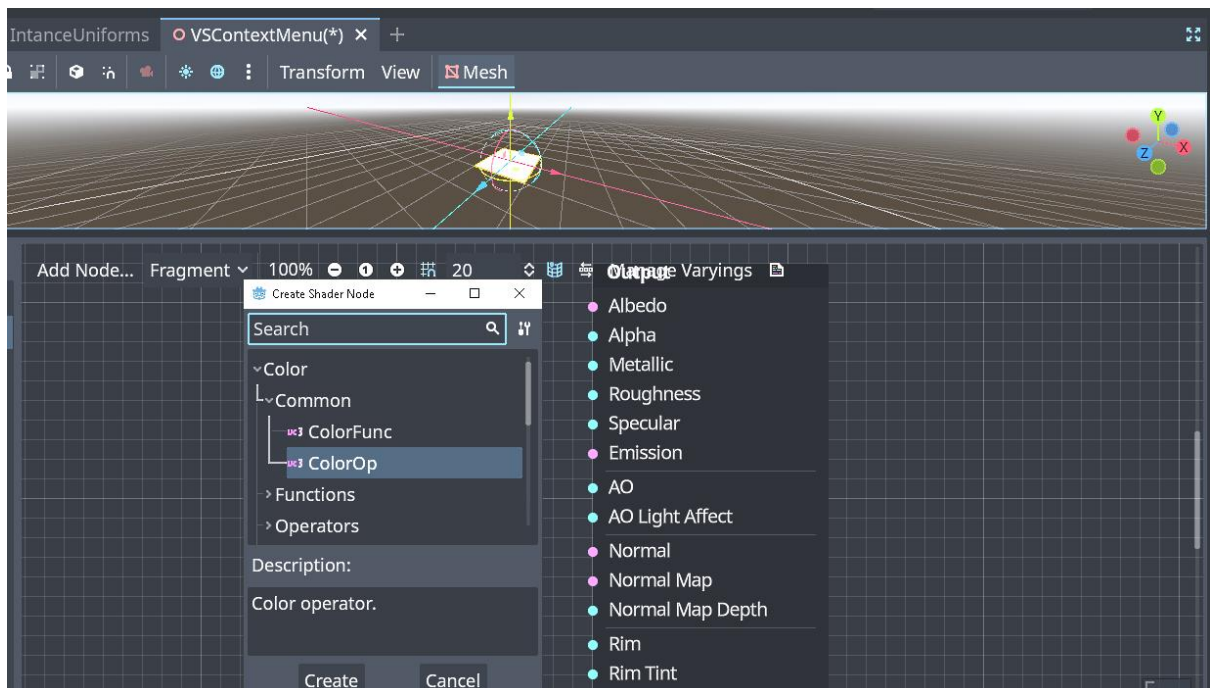 IntanceUniforms VSContextMenu(*)
Transform View Mesh
Y
Z X
Add Node... Fragment 100% 20 Manage Varyings
Output
Create Shader Node
Search
Color
Common
ColorFunc
ColorOp
Functions
Operators
Description:
Color operator.
Create Cancel
Albedo
Alpha
Metallic
Roughness
Specular
Emission
AO
AO Light Affect
Normal
Normal Map
Normal Map Depth
Rim
Rim Tint